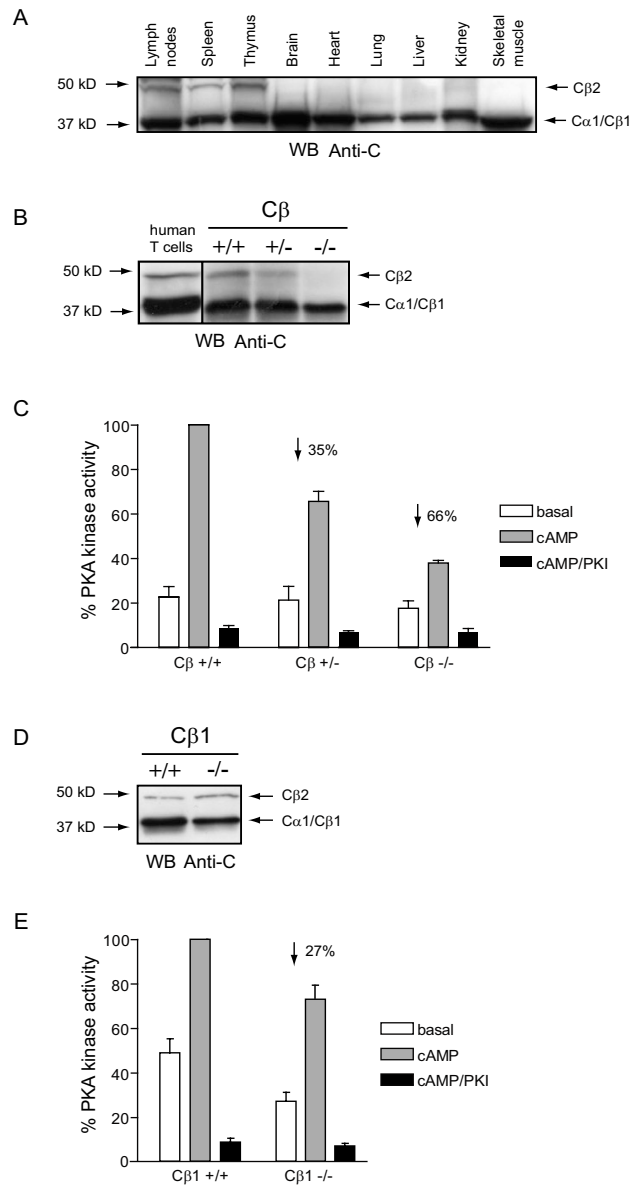 A
Lymph nodes
Spleen
Thymus
Brain
Heart
Lung
Liver
Kidney
Skeletal muscle
50 kD
Cβ2
37 kD
Cα1/Cβ1
WB Anti-C
B
human T cells
Cβ
+/+ +/- -/-
50 kD
Cβ2
37 kD
Cα1/Cβ1
WB Anti-C
C
% PKA kinase activity
100
80
60
40
20
0
35%
66%
basal
cAMP
cAMP/PKI
Cβ +/+ Cβ +/- Cβ -/-
D
Cβ1
+/+ -/-
50 kD
Cβ2
37 kD
Cα1/Cβ1
WB Anti-C
E
% PKA kinase activity
100
80
60
40
20
0
27%
basal
cAMP
cAMP/PKI
Cβ1 +/+ Cβ1 -/-